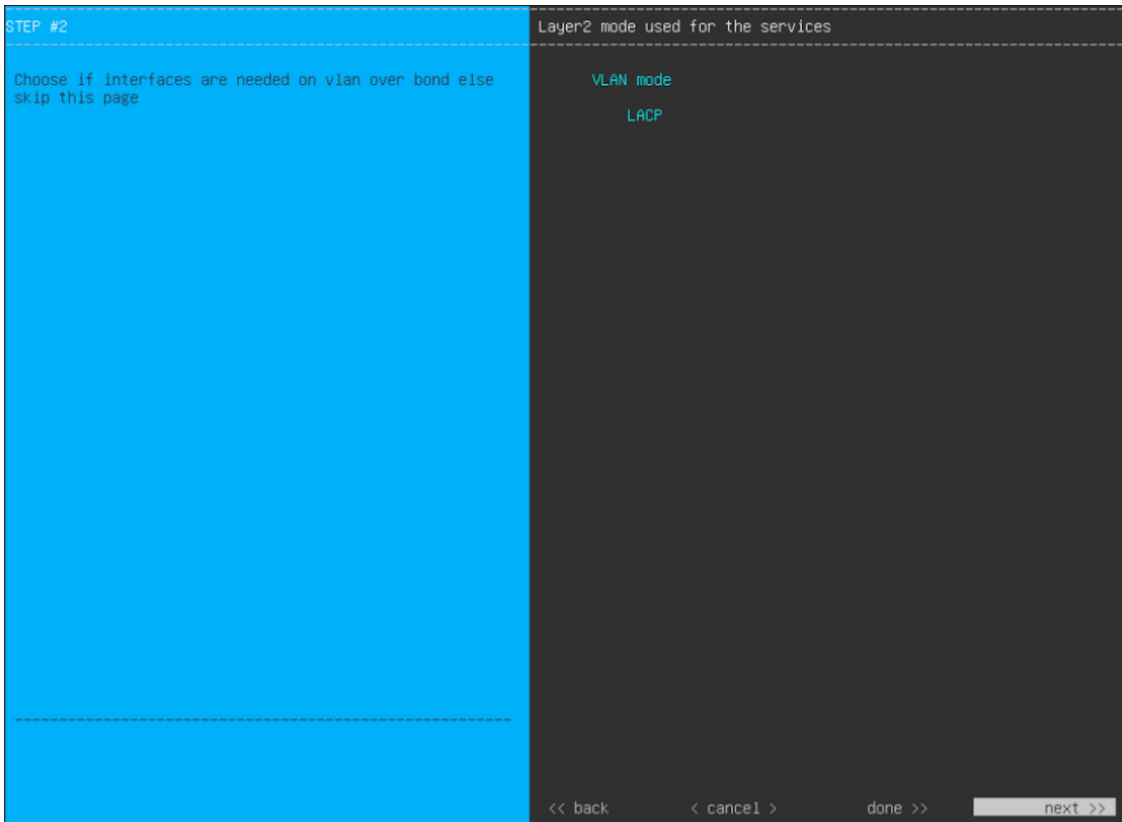 STEP #2
Choose if interfaces are needed on vlan over bond else
skip this page
Layer2 mode used for the services
VLAN mode
LACP
<< back < cancel > done >> next >>